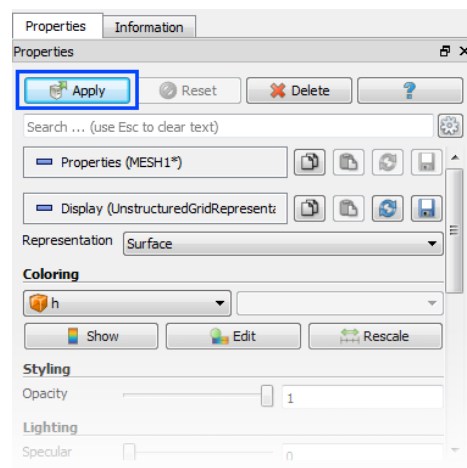 Properties Information
Properties
Apply Reset Delete ?
Search ... (use Esc to clear text)
Properties (MESH1*)
Display (UnstructuredGridRepresenta
Representation Surface
Coloring
h
Show Edit Rescale
Styling
Opacity 1
Lighting
Specular 0